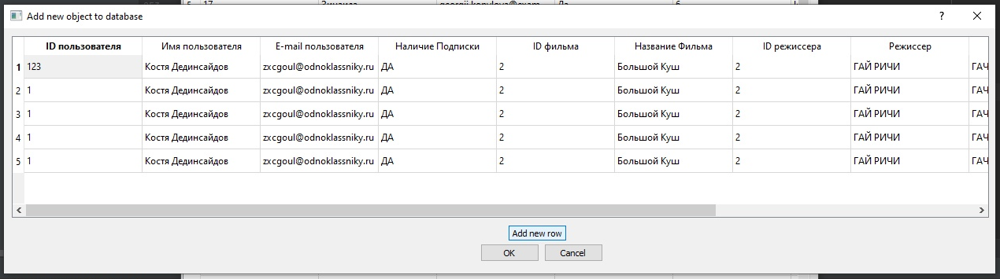 5 17 Зинаида Да 6
Add new object to database ? ×
ID пользователя Имя пользователя E-mail пользователя Наличие Подписки ID фильма Название Фильма ID режиссера Режиссер
1 123 Костя Дединсайдов zxcgoul@odnoklassniky.ru ДА 2 Большой Куш 2 ГАЙ РИЧИ ГАЧ
2 1 Костя Дединсайдов zxcgoul@odnoklassniky.ru ДА 2 Большой Куш 2 ГАЙ РИЧИ ГАЧ
3 1 Костя Дединсайдов zxcgoul@odnoklassniky.ru ДА 2 Большой Куш 2 ГАЙ РИЧИ ГАЧ
4 1 Костя Дединсайдов zxcgoul@odnoklassniky.ru ДА 2 Большой Куш 2 ГАЙ РИЧИ ГАЧ
5 1 Костя Дединсайдов zxcgoul@odnoklassniky.ru ДА 2 Большой Куш 2 ГАЙ РИЧИ ГАЧ
Add new row
OK Cancel